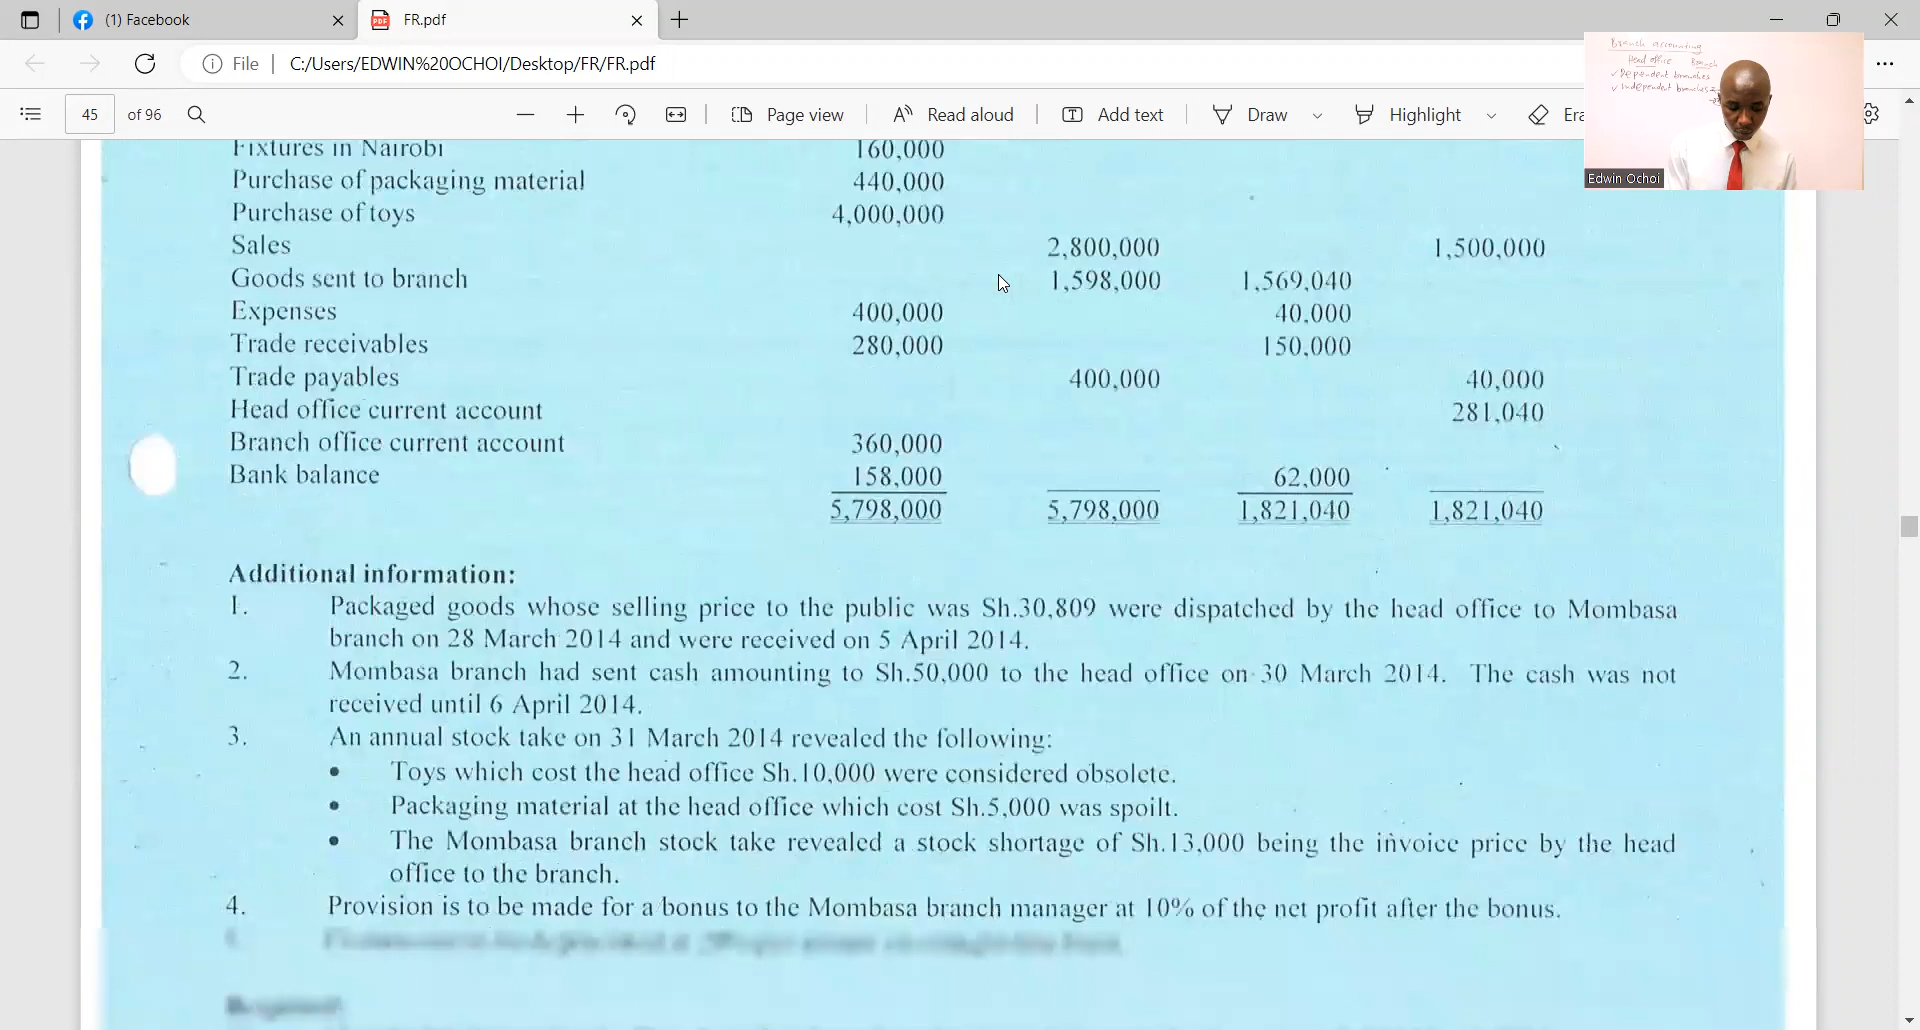 (1) Facebook
FR.pdf
File
C:/Users/EDWIN%20OCHOI/Desktop/FR/FR.pdf
45 of 96
Page view
Read aloud
Add text
Draw
Highlight
Era
Branch accounting
Head office Branch
✓ Dependent branches
✓ Independent branches
Edwin Ochoi
Fixtures in Nairobi 160,000
Purchase of packaging material 440,000
Purchase of toys 4,000,000
Sales 2,800,000 1,500,000
Goods sent to branch 1,598,000 1,569,040
Expenses 400,000 40,000
Trade receivables 280,000 150,000
Trade payables 400,000 40,000
Head office current account 281,040
Branch office current account 360,000
Bank balance 158,000 62,000
5,798,000 5,798,000 1,821,040 1,821,040
Additional information:
1. Packaged goods whose selling price to the public was Sh.30,809 were dispatched by the head office to Mombasa
branch on 28 March 2014 and were received on 5 April 2014.
2. Mombasa branch had sent cash amounting to Sh.50,000 to the head office on 30 March 2014. The cash was not
received until 6 April 2014.
3. An annual stock take on 31 March 2014 revealed the following:
• Toys which cost the head office Sh.10,000 were considered obsolete.
• Packaging material at the head office which cost Sh.5,000 was spoilt.
• The Mombasa branch stock take revealed a stock shortage of Sh.13,000 being the invoice price by the head
office to the branch.
4. Provision is to be made for a bonus to the Mombasa branch manager at 10% of the net profit after the bonus.